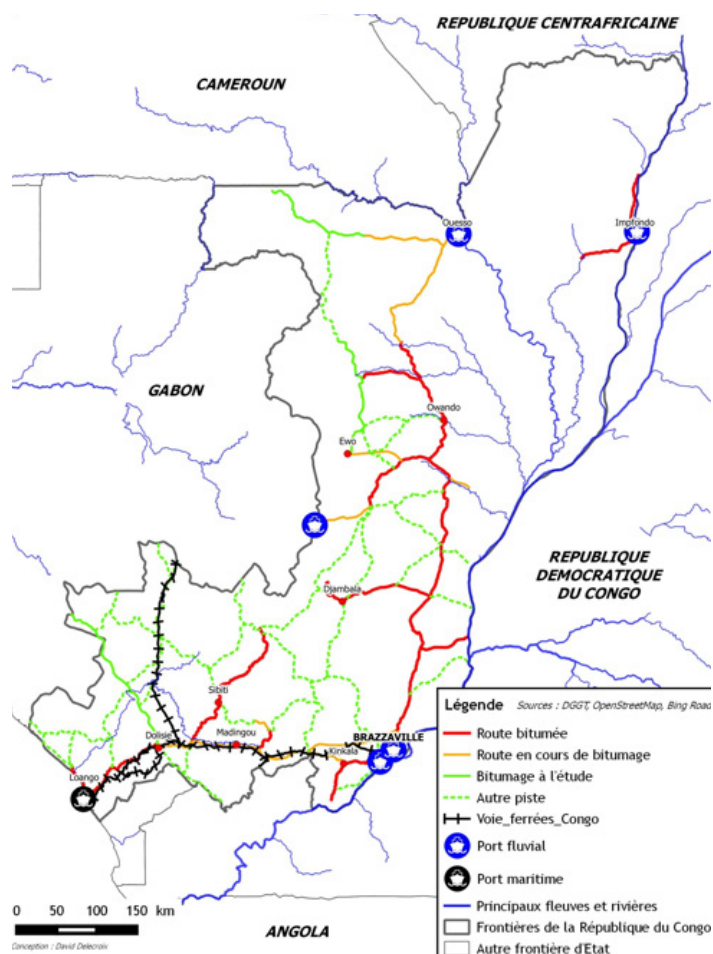 REPUBLIQUE CENTRAFRICAINE
CAMEROUN
Ouesso
Impfondo
GABON
Owando
Ewo
REPUBLIQUE
DEMOCRATIQUE
DU CONGO
Djambala
Sibiti
Dolisie
Madingou
BRAZZAVILLE
Kinkala
Loango
Légende
Sources : DGGT, OpenStreetMap, Bing Road
Route bitumée
Route en cours de bitumage
Bitumage à l'étude
Autre piste
Voie_ferrées_Congo
Port fluvial
Port maritime
Principaux fleuves et rivières
Frontières de la République du Congo
Autre frontière d'Etat
0 50 100 150 km
ANGOLA
Conception : David Delecroix